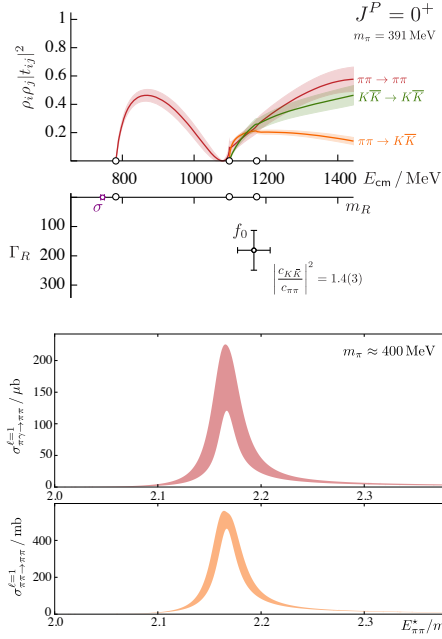 J^P = 0^+
m_π = 391 MeV
ρ_iρ_j|t_ij|^2
1
0.8
0.6
0.4
0.2
ππ → ππ
KK̅ → KK̅
ππ → KK̅
800
1000
1176
1400
E_cm / MeV
σ
m_R
100
200
300
Γ_R
f_0
|c_KK̅ / c_ππ|^2 = 1.4(3)
m_π ≈ 400 MeV
σ^{ℓ=1}_{πγ→ππ} / μb
200
150
100
50
0
2.0
2.1
2.2
2.3
σ^{ℓ=1}_{ππ→ππ} / mb
400
200
0
2.0
2.1
2.2
2.3
E^⋆_ππ/m